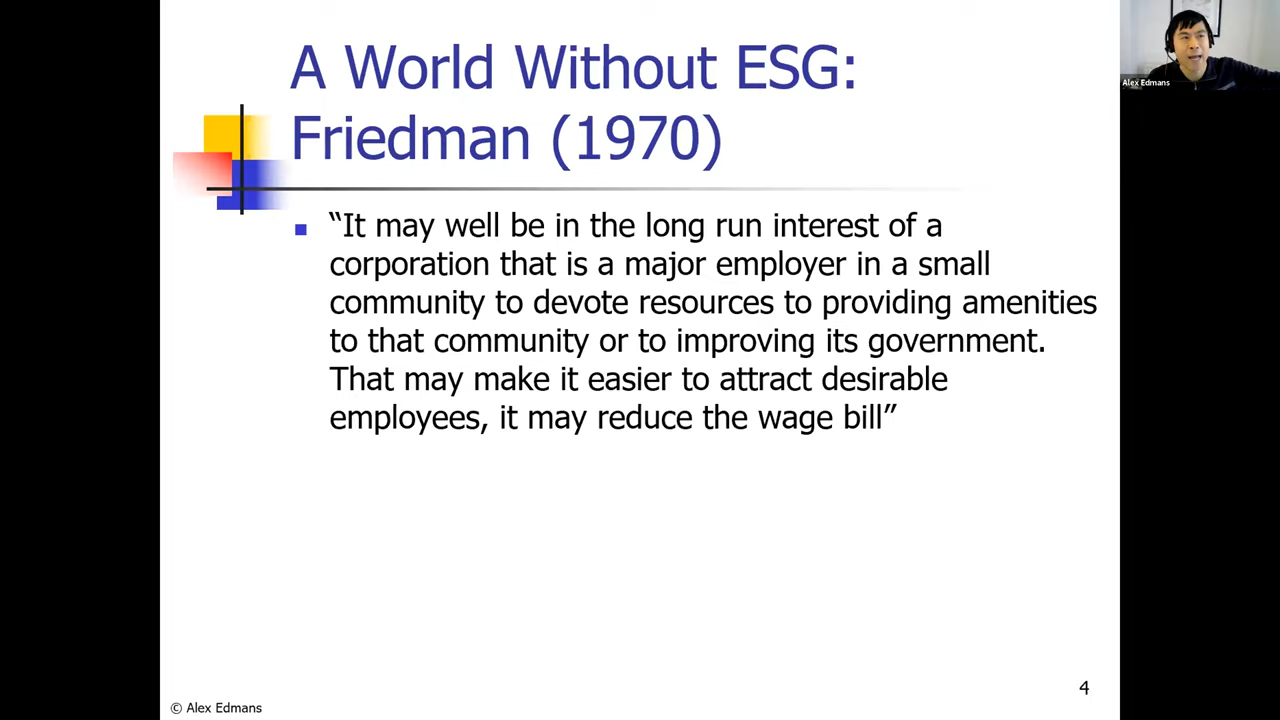 A World Without ESG:
Friedman (1970)
“It may well be in the long run interest of a
corporation that is a major employer in a small
community to devote resources to providing amenities
to that community or to improving its government.
That may make it easier to attract desirable
employees, it may reduce the wage bill”
4
© Alex Edmans
Alex Edmans